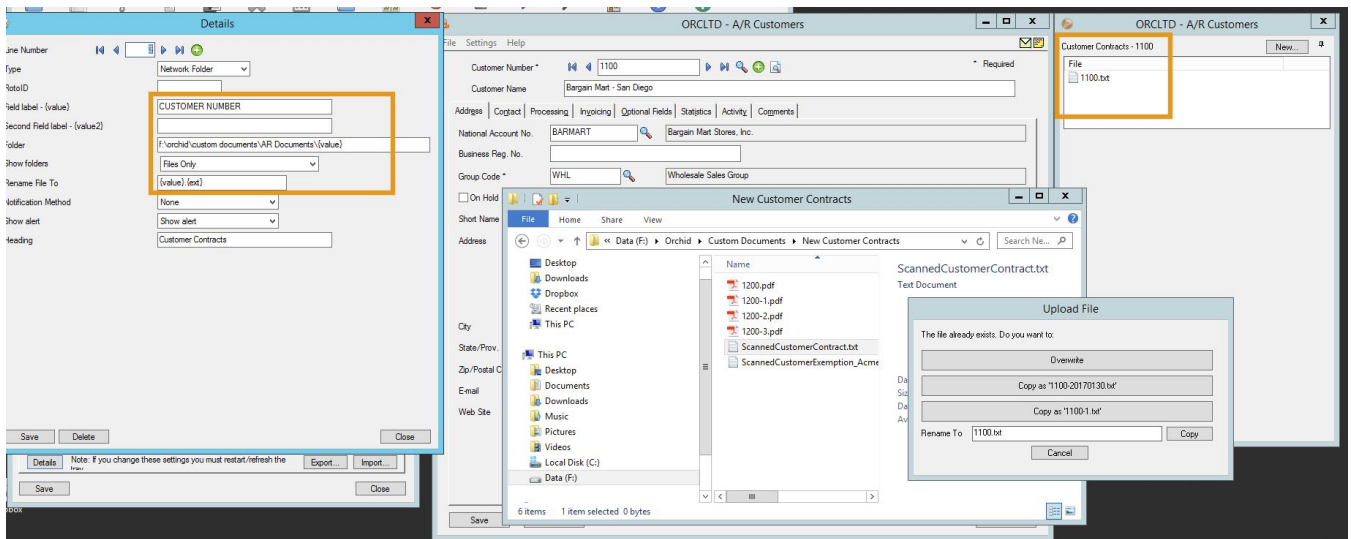 Details
x
ine Number
Type
Network Folder
RotoID
Field label - {value}
CUSTOMER NUMBER
Second Field label - {value2}
Folder
f:\orchid\custom documents\AR Documents\{value}
Show folders
Files Only
Rename File To
{value}.{ext}
Notification Method
None
Show alert
Show alert
Heading
Customer Contracts
Save
Delete
Close
Details
Note: If you change these settings you must restart/refresh the
tray
Export...
Import...
Save
Close
ORCLTD - A/R Customers
x
File Settings Help
Customer Number *
1100
* Required
Customer Name
Bargain Mart - San Diego
Address Contact Processing Invoicing Optional Fields Statistics Activity Comments
National Account No.
BARMART
Bargain Mart Stores, Inc.
Business Reg. No.
Group Code *
WHL
Wholesale Sales Group
On Hold
Short Name
Address
City
State/Prov.
Zip/Postal C
E-mail
Web Site
Save
New Customer Contracts
x
File Home Share View
« Data (F:) Orchid Custom Documents New Customer Contracts
Search Ne...
Desktop
Downloads
Dropbox
Recent places
This PC
This PC
Desktop
Documents
Downloads
Music
Pictures
Videos
Local Disk (C:)
Data (F:)
Name
1200.pdf
1200-1.pdf
1200-2.pdf
1200-3.pdf
ScannedCustomerContract.txt
ScannedCustomerExemption_Acme
ScannedCustomerContract.txt
Text Document
Da
Siz
Da
Av
6 items 1 item selected 0 bytes
Upload File
The file already exists. Do you want to:
Overwrite
Copy as '1100-20170130.txt'
Copy as '1100-1.txt'
Rename To
1100.txt
Copy
Cancel
ORCLTD - A/R Customers
x
Customer Contracts - 1100
New...
File
1100.txt